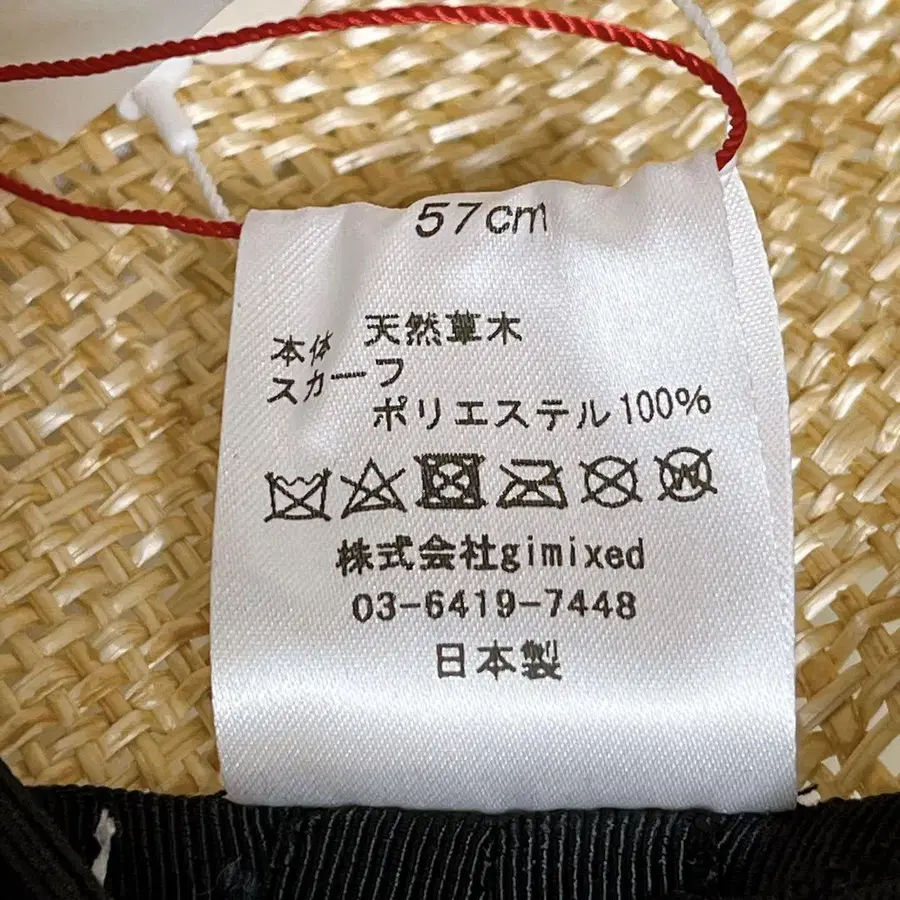 57cm
本体 天然草木
スカーフ
ポリエステル100%
W
株式会社gimixed
03-6419-7448
日本製